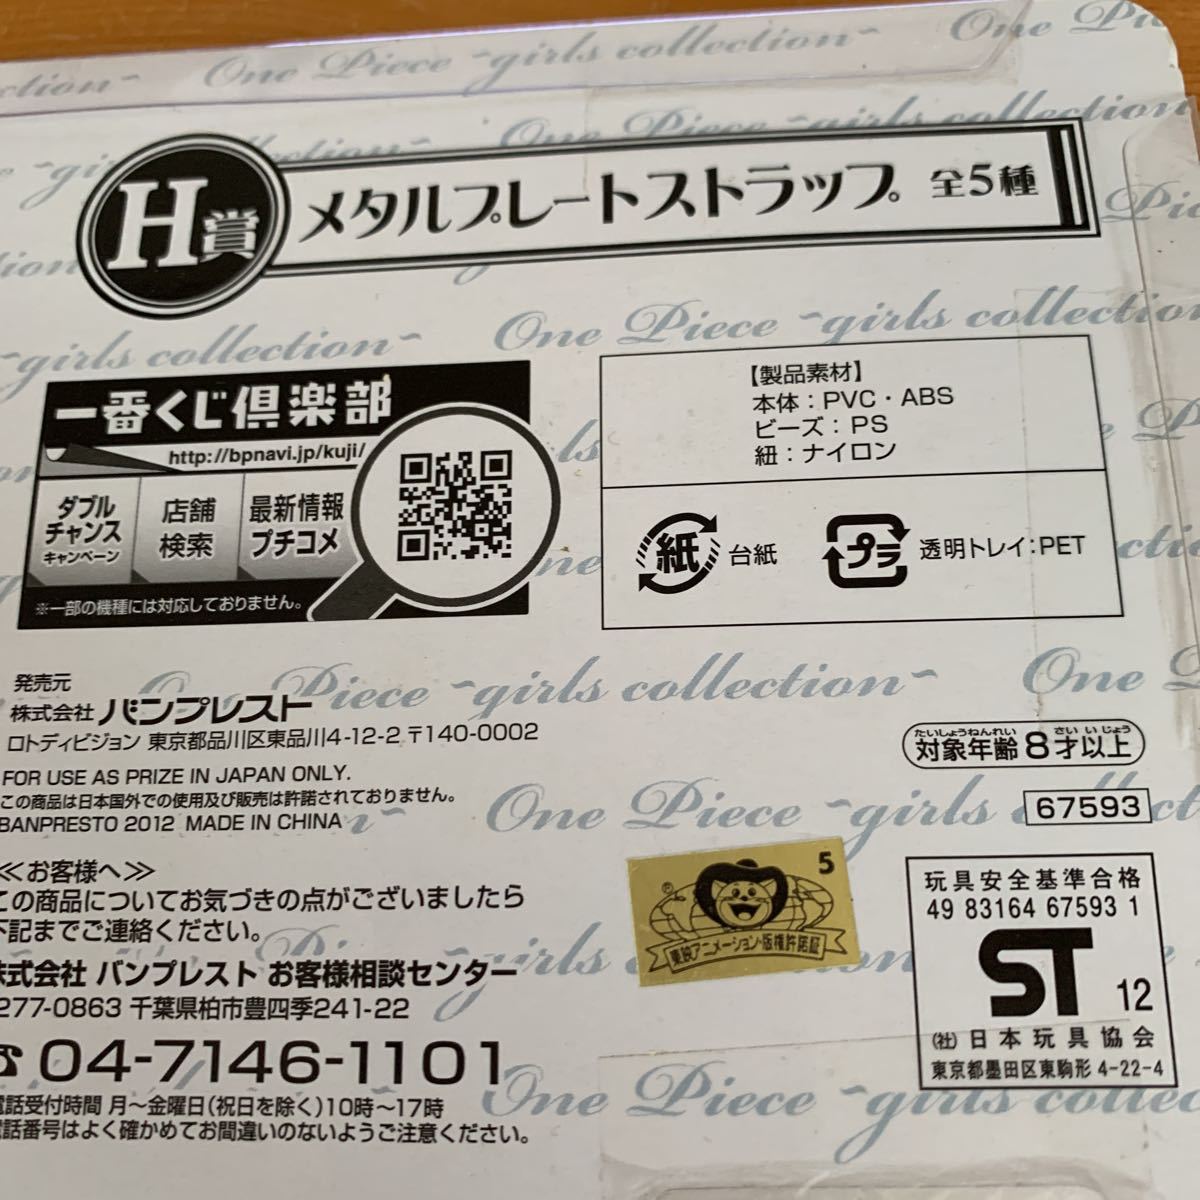 One Piece ~girls collection~ One Piece
H賞 メタルプレートストラップ 全5種
一番くじ倶楽部
http://bpnavi.jp/kuji/
ダブル
チャンス
キャンペーン
店舗
検索
最新情報
プチコメ
※一部の機種には対応しておりません。
【製品素材】
本体：PVC・ABS
ビーズ：PS
紐：ナイロン
紙 台紙
プラ 透明トレイ：PET
One Piece ~girls collection~
発売元
株式会社 バンプレスト
ロトディビジョン 東京都品川区東品川4-12-2 〒140-0002
FOR USE AS PRIZE IN JAPAN ONLY.
この商品は日本国外での使用及び販売は許諾されておりません。
BANPRESTO 2012 MADE IN CHINA
たいしょうねんれい さい いじょう
対象年齢 8才以上
67593
≪お客様へ≫
この商品についてお気づきの点がございましたら
下記までご連絡ください。
株式会社 バンプレスト お客様相談センター
277-0863 千葉県柏市豊四季241-22
☎04-7146-1101
電話受付時間 月〜金曜日(祝日を除く)10時〜17時
電話番号はよく確かめてお間違いのないようご注意ください。
5
東映アニメーション・版権許諾証
玩具安全基準合格
49 83164 67593 1
ST 12
(社)日本玩具協会
東京都墨田区東駒形 4-22-4